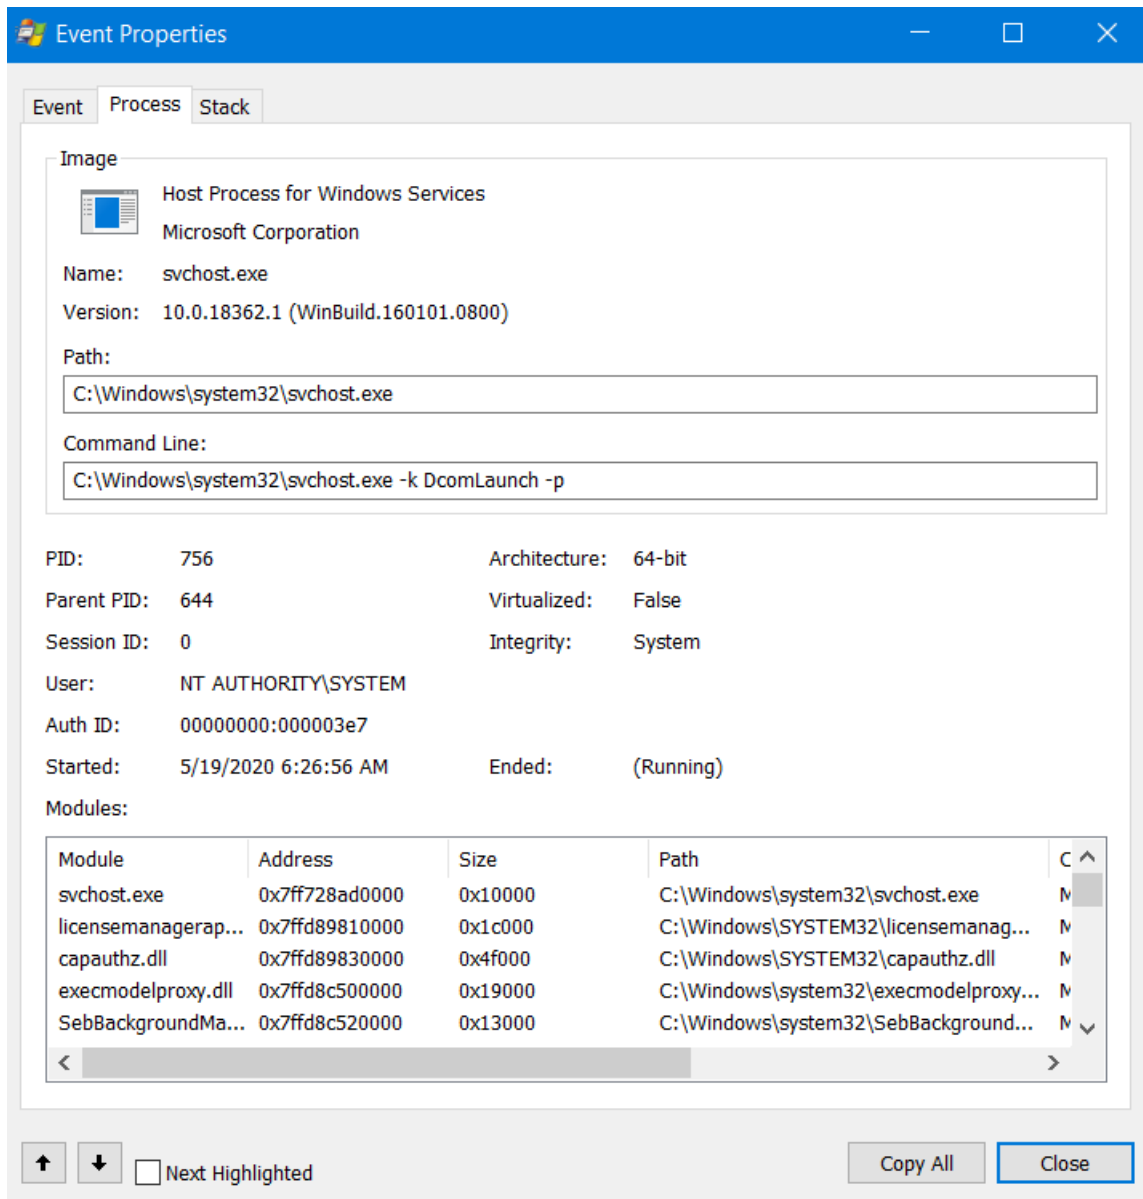 Event Properties
Event Process Stack
Image
Host Process for Windows Services
Microsoft Corporation
Name: svchost.exe
Version: 10.0.18362.1 (WinBuild.160101.0800)
Path:
C:\Windows\system32\svchost.exe
Command Line:
C:\Windows\system32\svchost.exe -k DcomLaunch -p
PID: 756 Architecture: 64-bit
Parent PID: 644 Virtualized: False
Session ID: 0 Integrity: System
User: NT AUTHORITY\SYSTEM
Auth ID: 00000000:000003e7
Started: 5/19/2020 6:26:56 AM Ended: (Running)
Modules:
Module Address Size Path C
svchost.exe 0x7ff728ad0000 0x10000 C:\Windows\system32\svchost.exe M
licensemanagerap... 0x7ffd89810000 0x1c000 C:\Windows\SYSTEM32\licensemanag... M
capauthz.dll 0x7ffd89830000 0x4f000 C:\Windows\SYSTEM32\capauthz.dll M
execmodelproxy.dll 0x7ffd8c500000 0x19000 C:\Windows\system32\execmodelproxy... M
SebBackgroundMa... 0x7ffd8c520000 0x13000 C:\Windows\system32\SebBackground... M
Next Highlighted Copy All Close